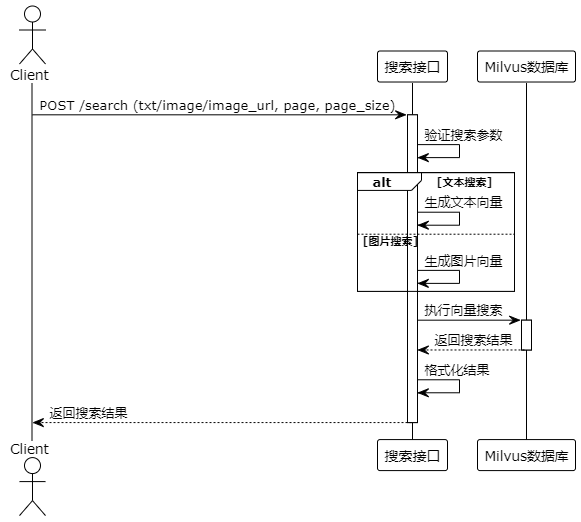 Client
搜索接口
Milvus数据库
POST /search (txt/image/image_url, page, page_size)
验证搜索参数
alt
[文本搜索]
生成文本向量
[图片搜索]
生成图片向量
执行向量搜索
返回搜索结果
格式化结果
返回搜索结果
Client
搜索接口
Milvus数据库